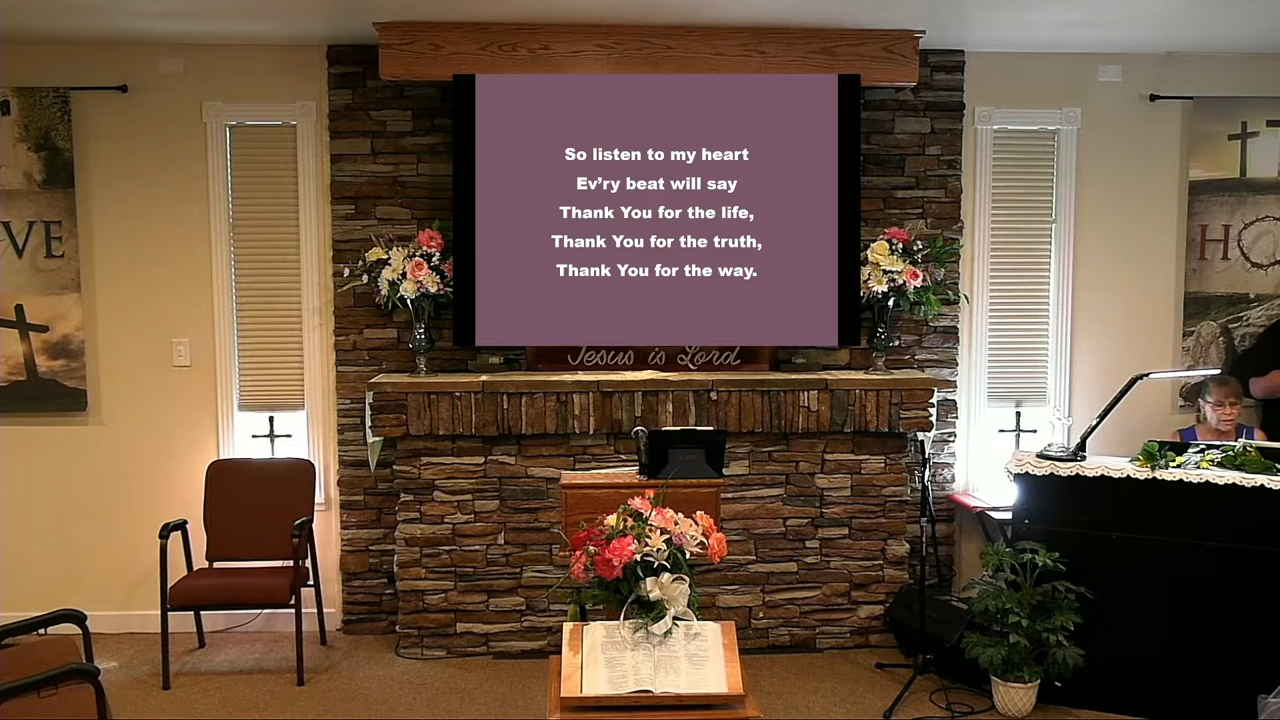 So listen to my heart
Ev’ry beat will say
Thank You for the life,
Thank You for the truth,
Thank You for the way.
Jesus is Lord
VE
HO